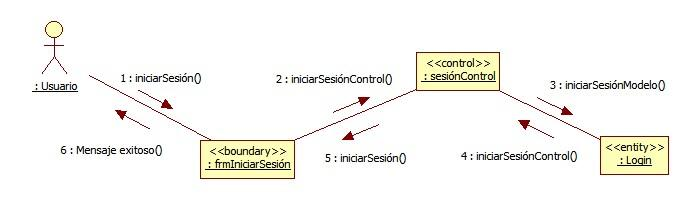 : Usuario
1 : iniciarSesión()
6 : Mensaje exitoso()
<<boundary>>
: frmIniciarSesión
2 : iniciarSesiónControl()
5 : iniciarSesión()
<<control>>
: sesiónControl
3 : iniciarSesiónModelo()
4 : iniciarSesiónControl()
<<entity>>
: Login